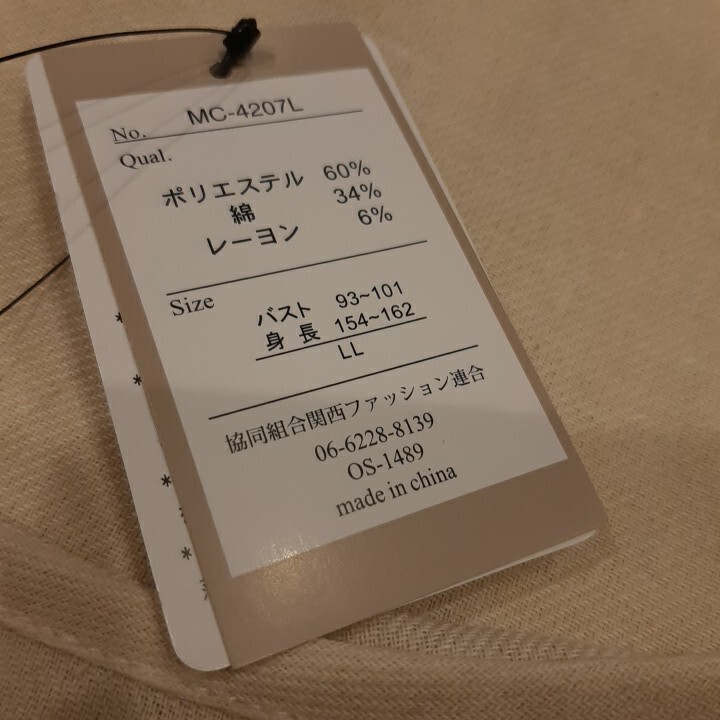 No. MC-4207L
Qual.
ポリエステル 60%
綿 34%
レーヨン 6%
Size
バスト 93~101
身長 154~162
LL
協同組合関西ファッション連合
06-6228-8139
OS-1489
made in china
*
*
*
*